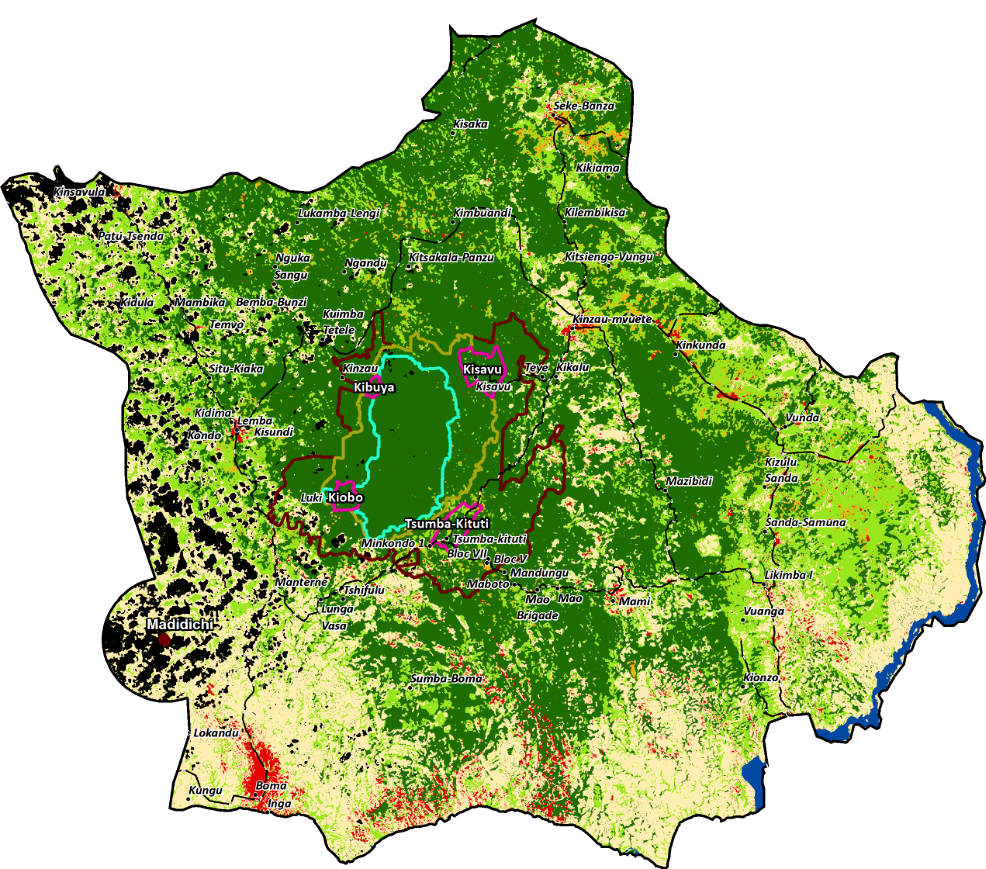 Seke-Banza
Kisaka
Kikiama
Kinsavula
Lukamba-Lengi
Kimbuandi
Kilembikisa
Patu-Tsenda
Nguka
Sangu
Ngandu
Kitsakala-Panzu
Kitsiengo-Vungu
Kidula
Mambika
Bemba-Bunzi
Temvo
Kuimba
Tetele
Kinzau-mvuete
Kinkunda
Situ-Kiaka
Kinzau
Kisavu
Teye
Kikalu
Kibuya
Kisavu
Kidima
Lemba
Kondo
Kisundi
Vunda
Kizulu
Sanda
Mazibidi
Luki
Kiobo
Tsumba-Kituti
Sanda-Samuna
Minkondo 1
Tsumba-kituti
Bloc VII
Bloc V
Manterne
Tshifulu
Maboto
Mandungu
Likimba I
Lunga
Vasa
Mao
Mao
Brigade
Mami
Vuanga
Madidichi
Sumba-Boma
Kionzo
Lokandu
Kungu
Boma
Inga